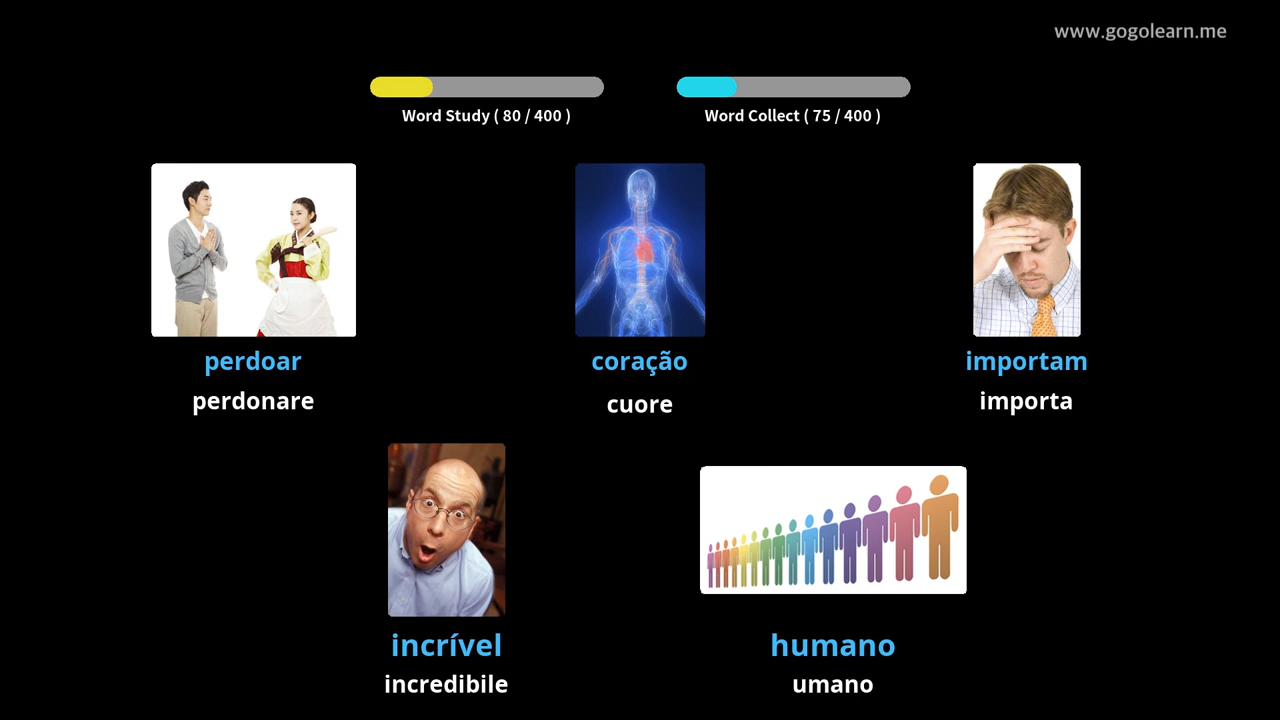 www.gogolearn.me
Word Study ( 80 / 400 )
Word Collect ( 75 / 400 )
perdoar
perdonare
coração
cuore
importam
importa
incrível
incredibile
humano
umano